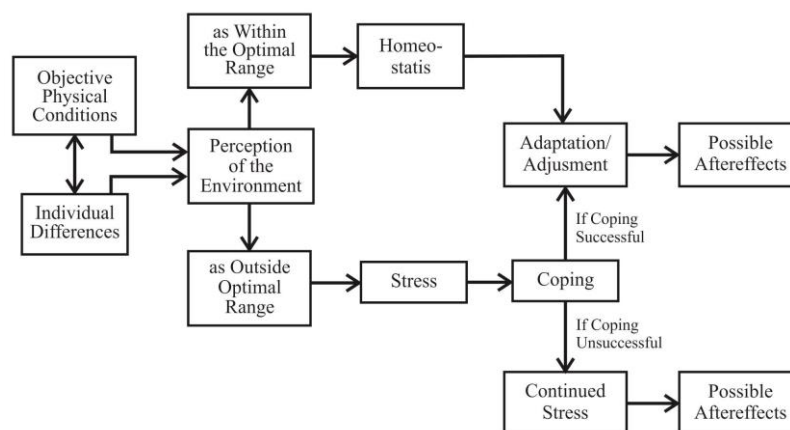 as Within
the Optimal
Range
Homeo-
statis
Objective
Physical
Conditions
Perception
of the
Environment
Adaptation/
Adjusment
Possible
Aftereffects
Individual
Differences
If Coping
Successful
as Outside
Optimal
Range
Stress
Coping
If Coping
Unsuccessful
Continued
Stress
Possible
Aftereffects